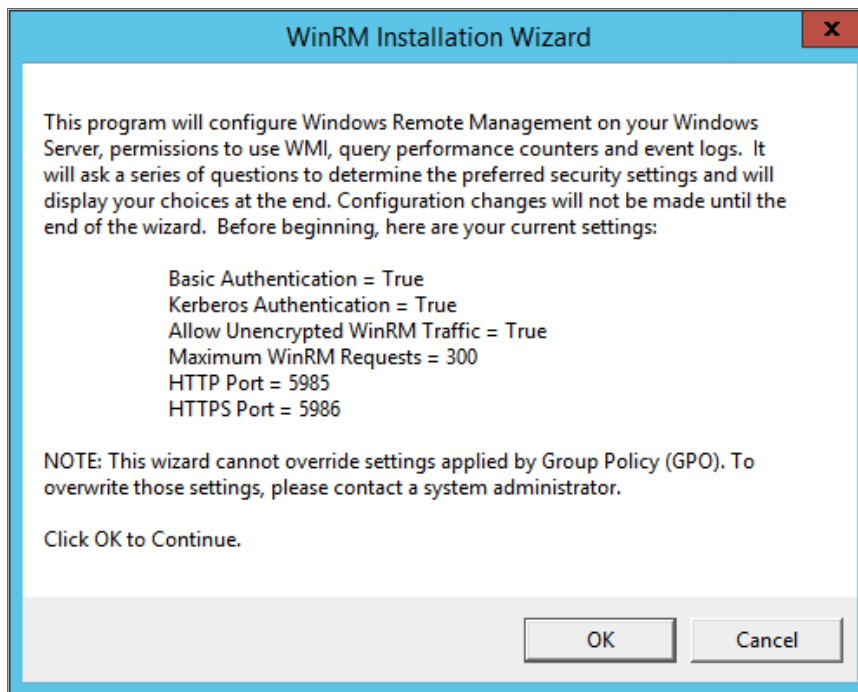 WinRM Installation Wizard
x
This program will configure Windows Remote Management on your Windows
Server, permissions to use WMI, query performance counters and event logs.  It
will ask a series of questions to determine the preferred security settings and will
display your choices at the end. Configuration changes will not be made until the
end of the wizard.  Before beginning, here are your current settings:
Basic Authentication = True
Kerberos Authentication = True
Allow Unencrypted WinRM Traffic = True
Maximum WinRM Requests = 300
HTTP Port = 5985
HTTPS Port = 5986
NOTE: This wizard cannot override settings applied by Group Policy (GPO). To
overwrite those settings, please contact a system administrator.
Click OK to Continue.
OK
Cancel